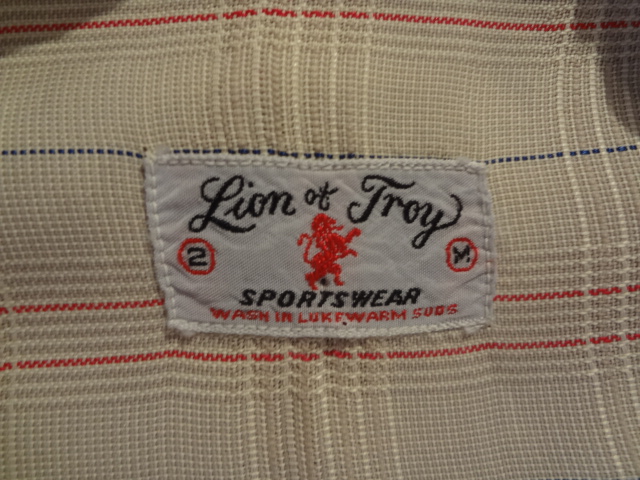 Lion of Troy
2 M
SPORTSWEAR
WASH IN LUKEWARM SUDS